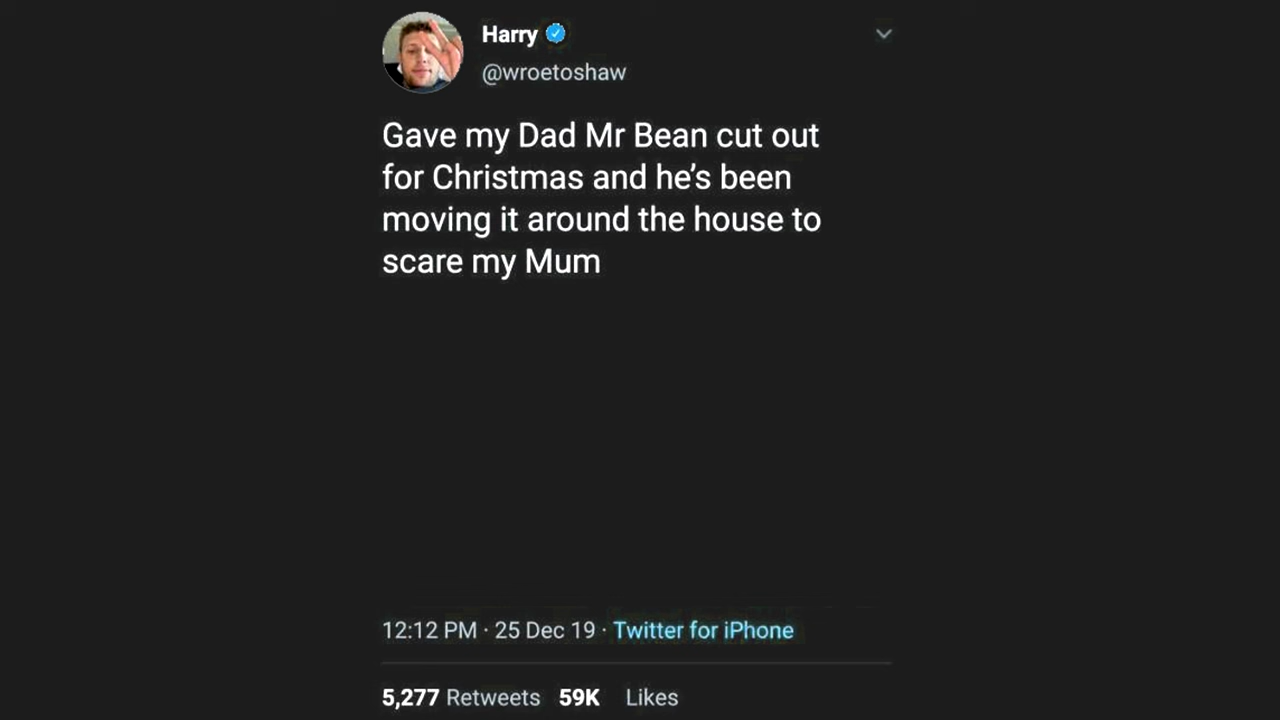 Harry
@wroetoshaw
Gave my Dad Mr Bean cut out
for Christmas and he's been
moving it around the house to
scare my Mum
12:12 PM · 25 Dec 19 · Twitter for iPhone
5,277 Retweets 59K Likes